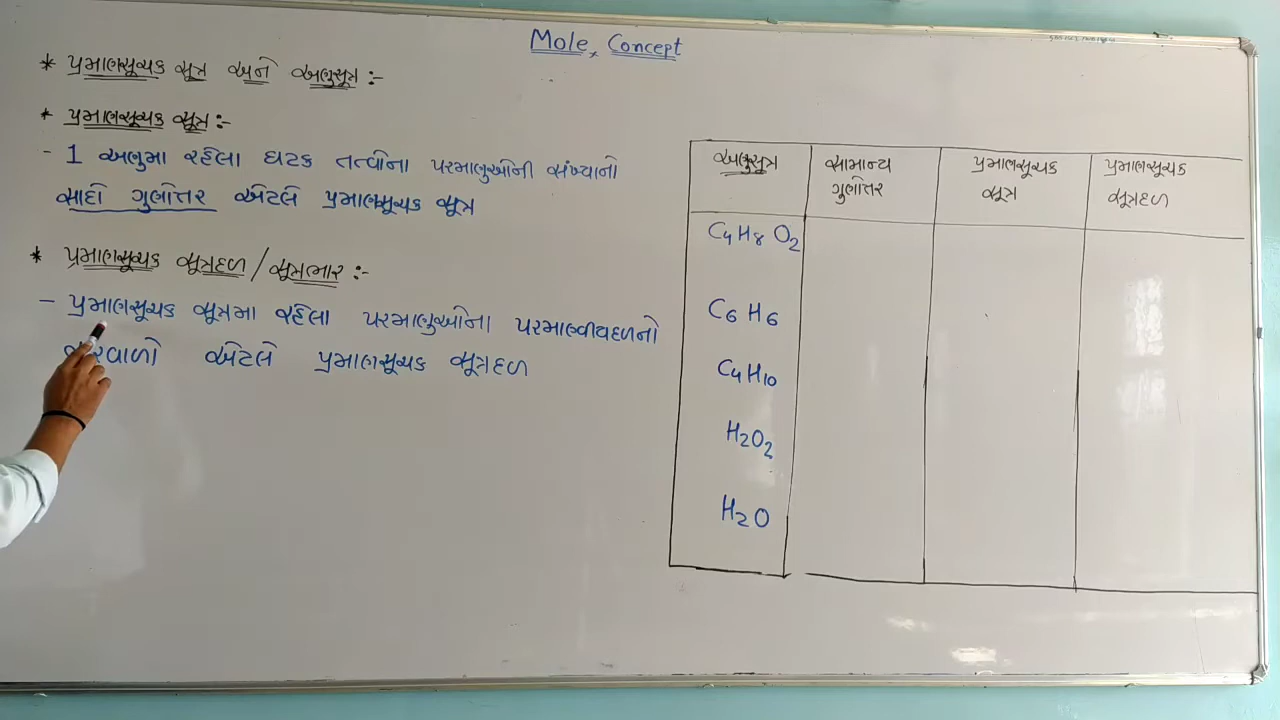 Mole Concept
* પ્રમાણસૂચક સૂત્ર અને અણુસૂત્ર :-
* પ્રમાણસૂચક સૂત્ર :-
- 1 અણુમા રહેલા ઘટક તત્વોના પરમાણુઓની સંખ્યાનો
સાદો ગુણોત્તર એટલે પ્રમાણસૂચક સૂત્ર
* પ્રમાણસૂચક સૂત્રદળ / સૂત્રભાર :-
- પ્રમાણસૂચક સૂત્રમા રહેલા પરમાણુઓના પરમાણ્વીયદળનો
એટલે પ્રમાણસૂચક સૂત્રદળ
અણુસૂત્ર
સામાન્ય
ગુણોત્તર
પ્રમાણસૂચક
સૂત્ર
પ્રમાણસૂચક
સૂત્રદળ
C4H8O2
C6H6
C4H10
H2O2
H2O